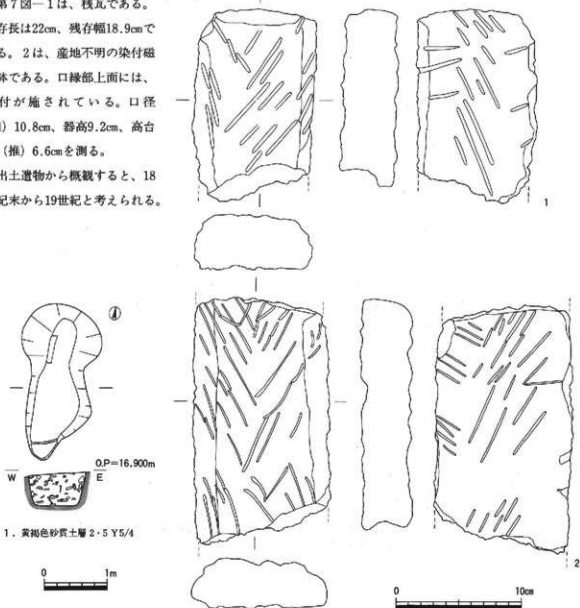 第7図－1は、桟瓦である。
存長は22cm、残存幅18.9cmで
る。2は、産地不明の染付磁
体である。口縁部上面には、
付が施されている。口径
) 10.8cm、器高9.2cm、高台
(推) 6.6cmを測る。
出土遺物から概観すると、18
紀末から19世紀と考えられる。
1
O.P=16.900m
W E
1
1．黄褐色砂質土層 2・5 Y5/4
0 1m
2
0 10cm